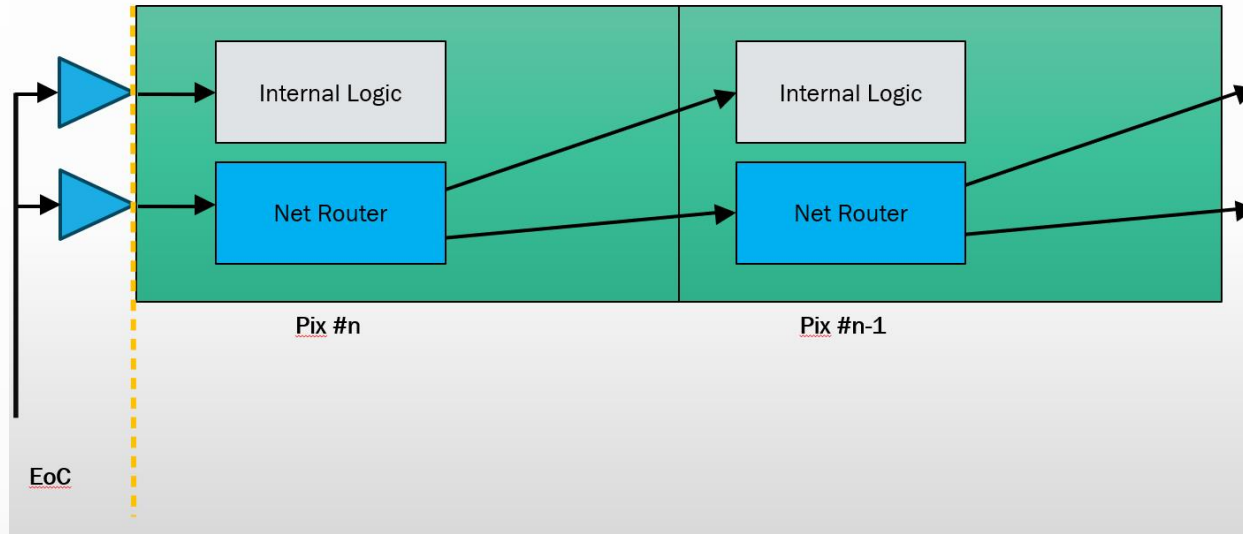 Internal Logic
Internal Logic
Net Router
Net Router
Pix #n
Pix #n-1
EoC